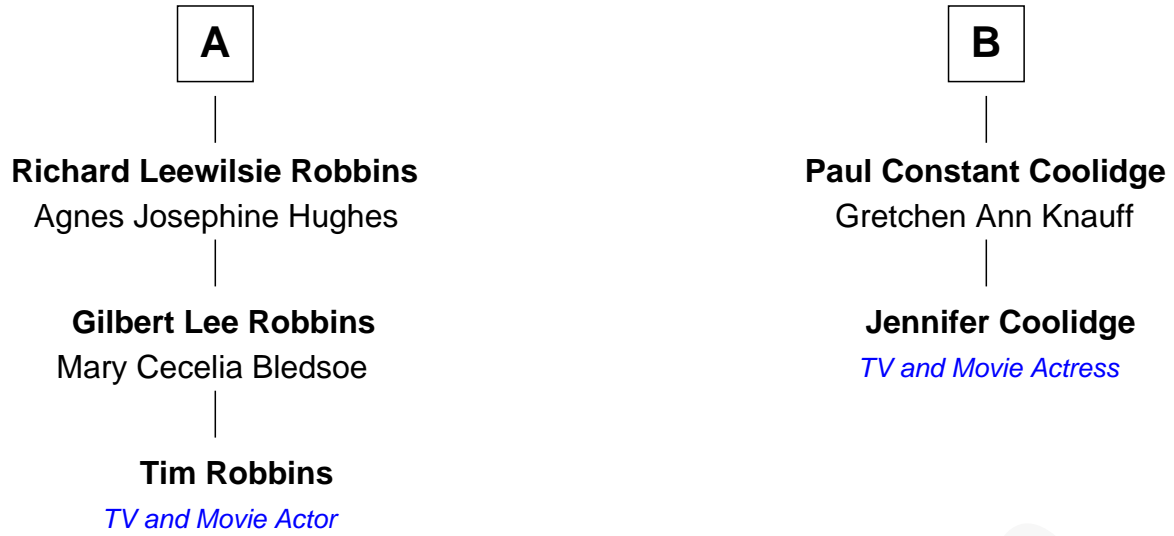 A
Richard Leewilsie Robbins
Agnes Josephine Hughes
Gilbert Lee Robbins
Mary Cecelia Bledsoe
Tim Robbins
TV and Movie Actor
B
Paul Constant Coolidge
Gretchen Ann Knauff
Jennifer Coolidge
TV and Movie Actress